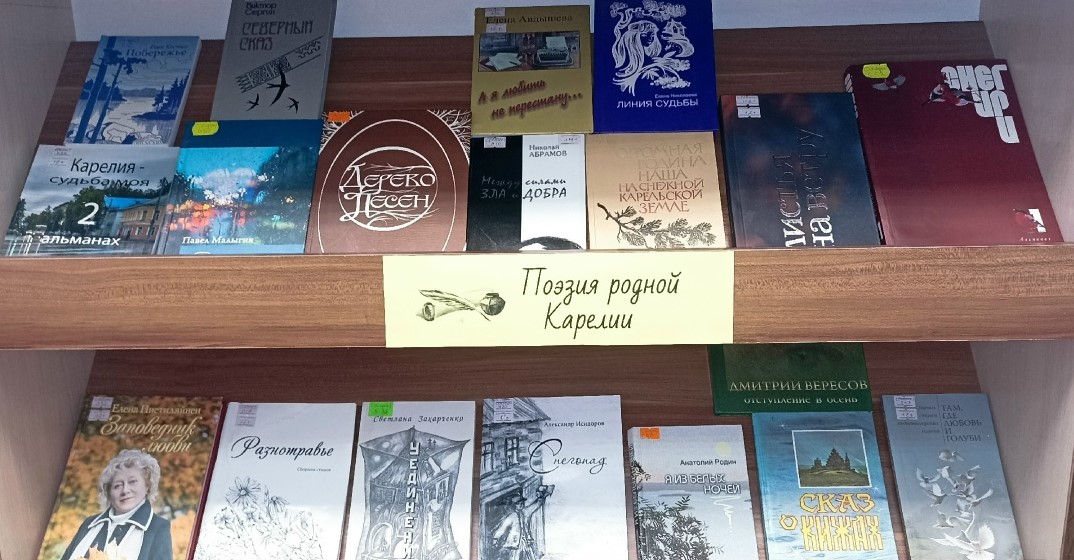 Побережье
Виктор
Сергин
СЕВЕРНЫЙ
СКАЗ
Елена Авдышева
А я любить
не перестану...
Елена Николаева
ЛИНИЯ СУДЬБЫ
СНЕГ
Карелия -
судьба моя
2
альманах
Павел Малыгин
Дерево
Песен
Николай
АБРАМОВ
Между силами
ЗЛА и ДОБРА
РОДИНА
НАША
НА СНЕЖНОЙ
КАРЕЛЬСКОЙ
ЗЕМЛЕ
ЛИСТЬЯ
на ветру
Поэзия родной
Карелии
ДМИТРИЙ ВЕРЕСОВ
отступление в осень
Заповедник
любви
Разнотравье
Светлана Захарченко
УЕДИНЕНИ
Александр Исидоров
Снегопад
Анатолий Родин
Я ИЗ БЕЛЫХ
НОЧЕЙ
СКАЗ
О КИЖАХ
ТАМ,
ГДЕ
ЛЮБОВЬ
И
ГОЛУБИ